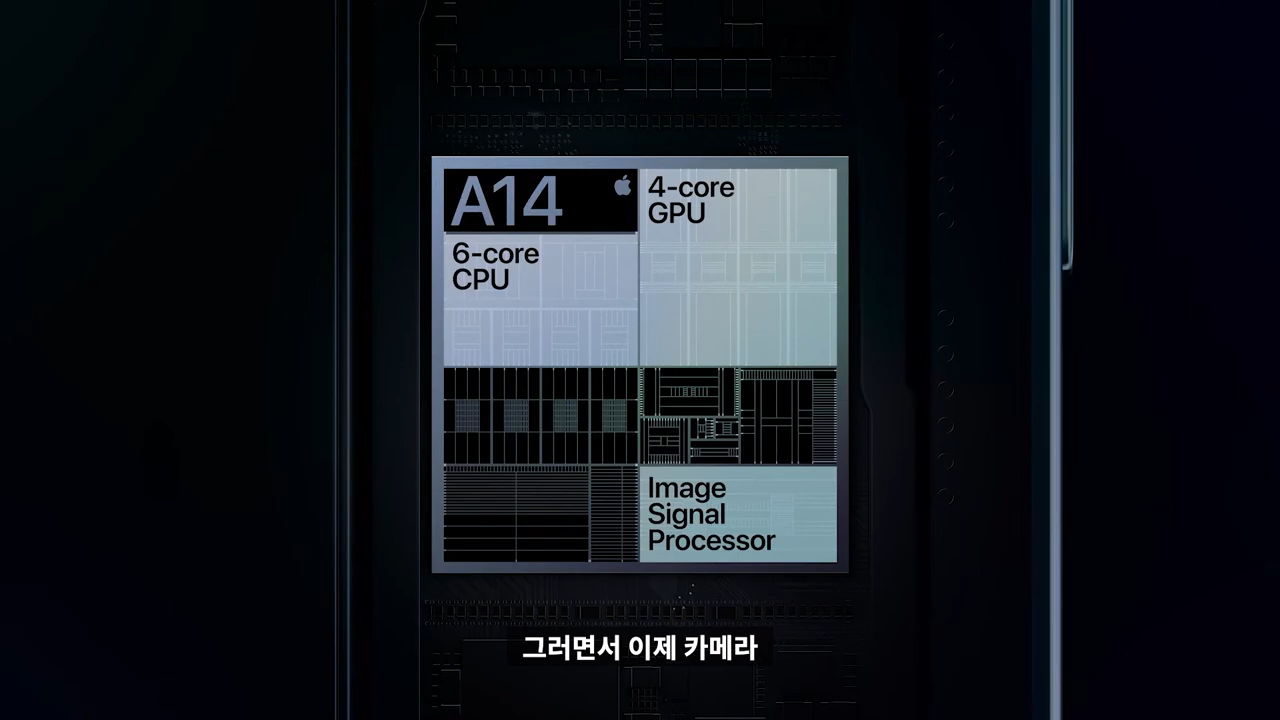 A14
4-core
GPU
6-core
CPU
Image
Signal
Processor
그러면서 이제 카메라